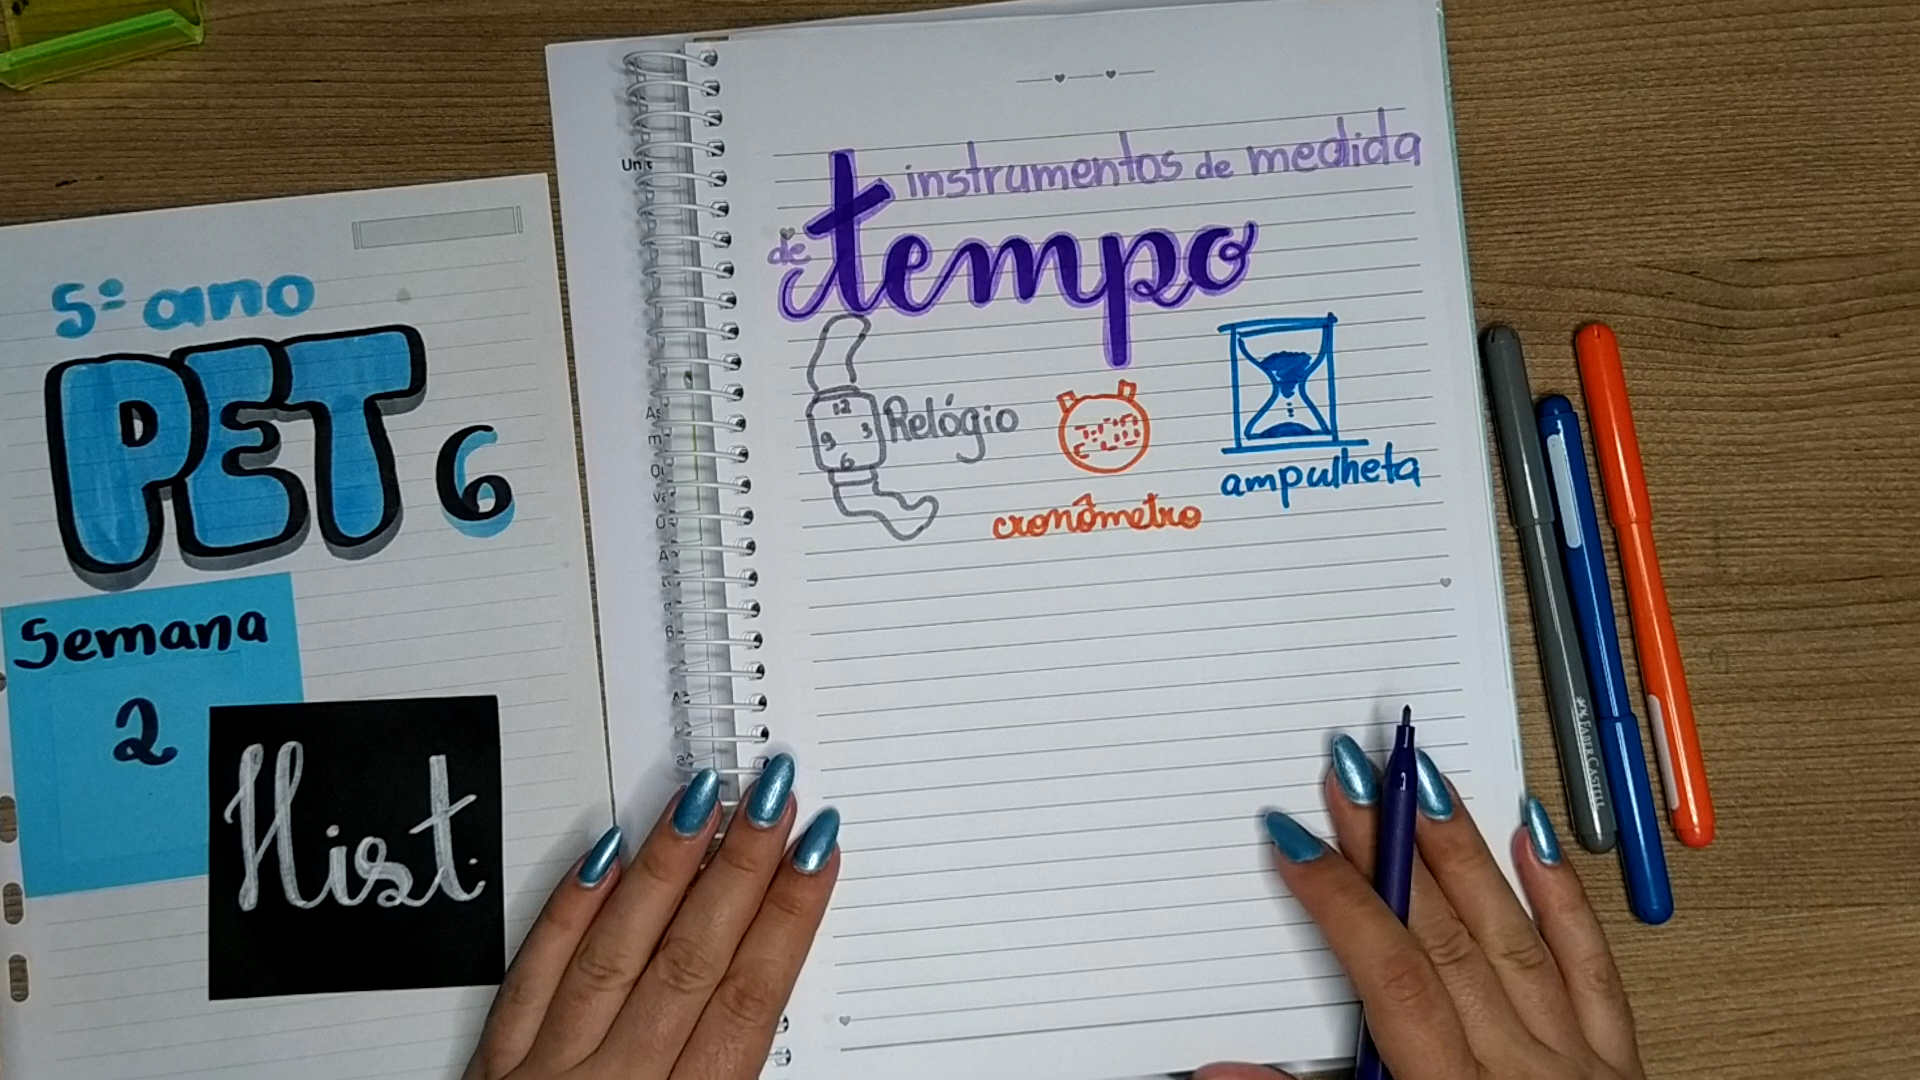 5º ano
PET 6
Semana
2
Hist.
instrumentos de medida
de tempo
12
9 3
6
Relógio
cronômetro
ampulheta
Un
FABER CASTELL